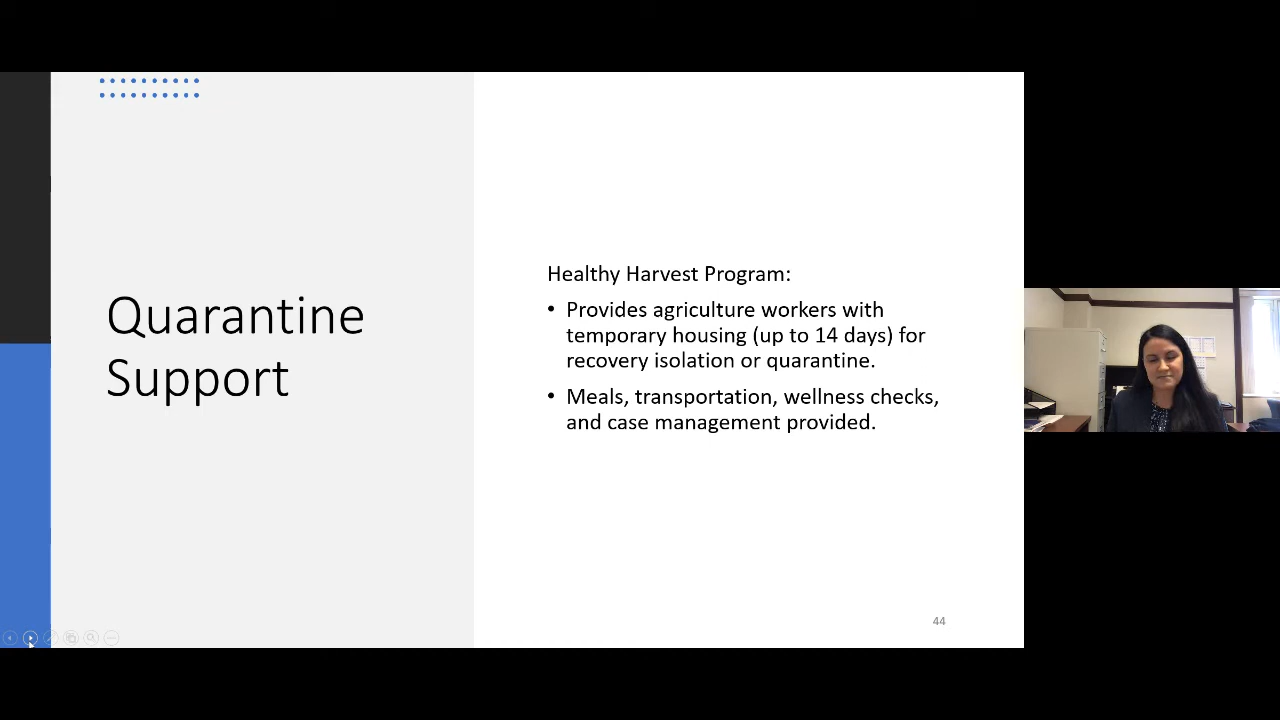 Quarantine
Support
Healthy Harvest Program:
• Provides agriculture workers with
temporary housing (up to 14 days) for
recovery isolation or quarantine.
• Meals, transportation, wellness checks,
and case management provided.
44